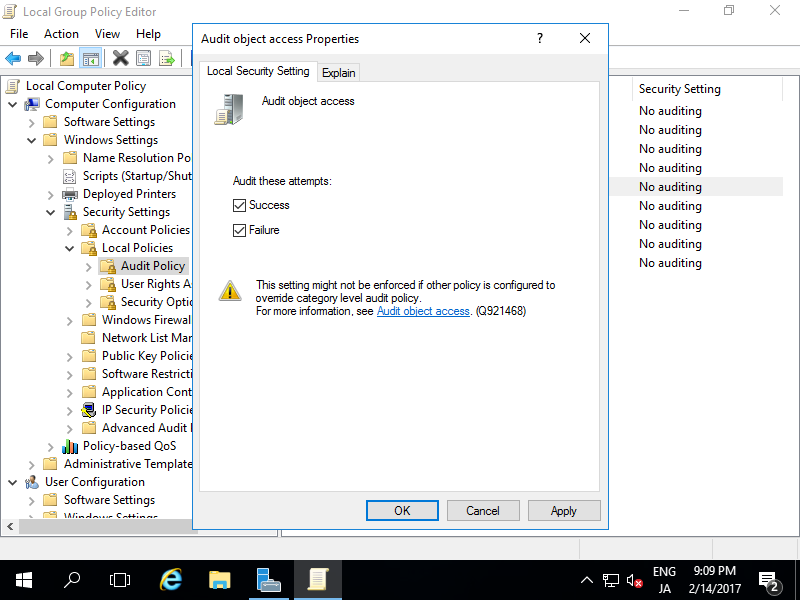 Local Group Policy Editor
File Action View Help
Local Computer Policy
Computer Configuration
Software Settings
Windows Settings
Name Resolution Po
Scripts (Startup/Shut
Deployed Printers
Security Settings
Account Policies
Local Policies
Audit Policy
User Rights A
Security Optio
Windows Firewal
Network List Mar
Public Key Policie
Software Restricti
Application Cont
IP Security Policie
Advanced Audit
Policy-based QoS
Administrative Template
User Configuration
Software Settings
Windows Settings
Audit object access Properties
?
Local Security Setting Explain
Audit object access
Audit these attempts:
Success
Failure
This setting might not be enforced if other policy is configured to
override category level audit policy.
For more information, see Audit object access. (Q921468)
OK Cancel Apply
Security Setting
No auditing
No auditing
No auditing
No auditing
No auditing
No auditing
No auditing
No auditing
No auditing
ENG
JA
9:09 PM
2/14/2017
2